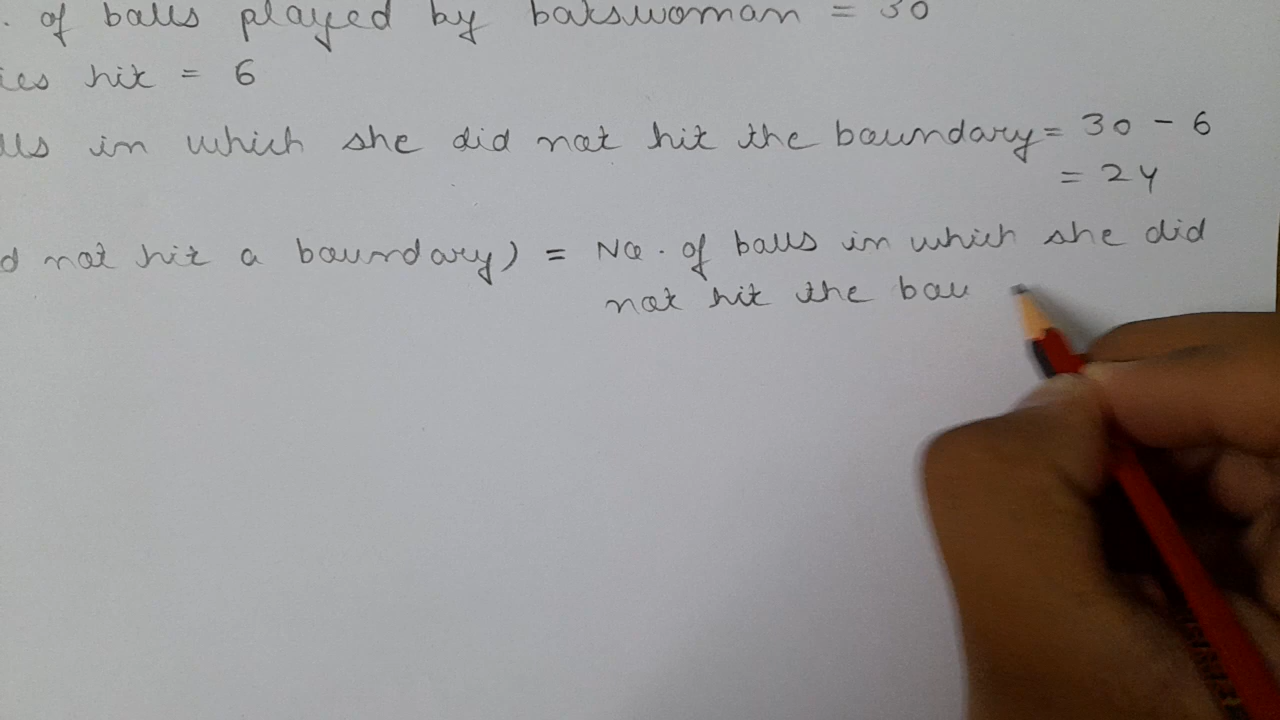 . of balls played by batswoman = 30
ies hit = 6
lls in which she did not hit the boundary = 30 - 6
= 24
d not hit a boundary) = No. of balls in which she did
not hit the bou